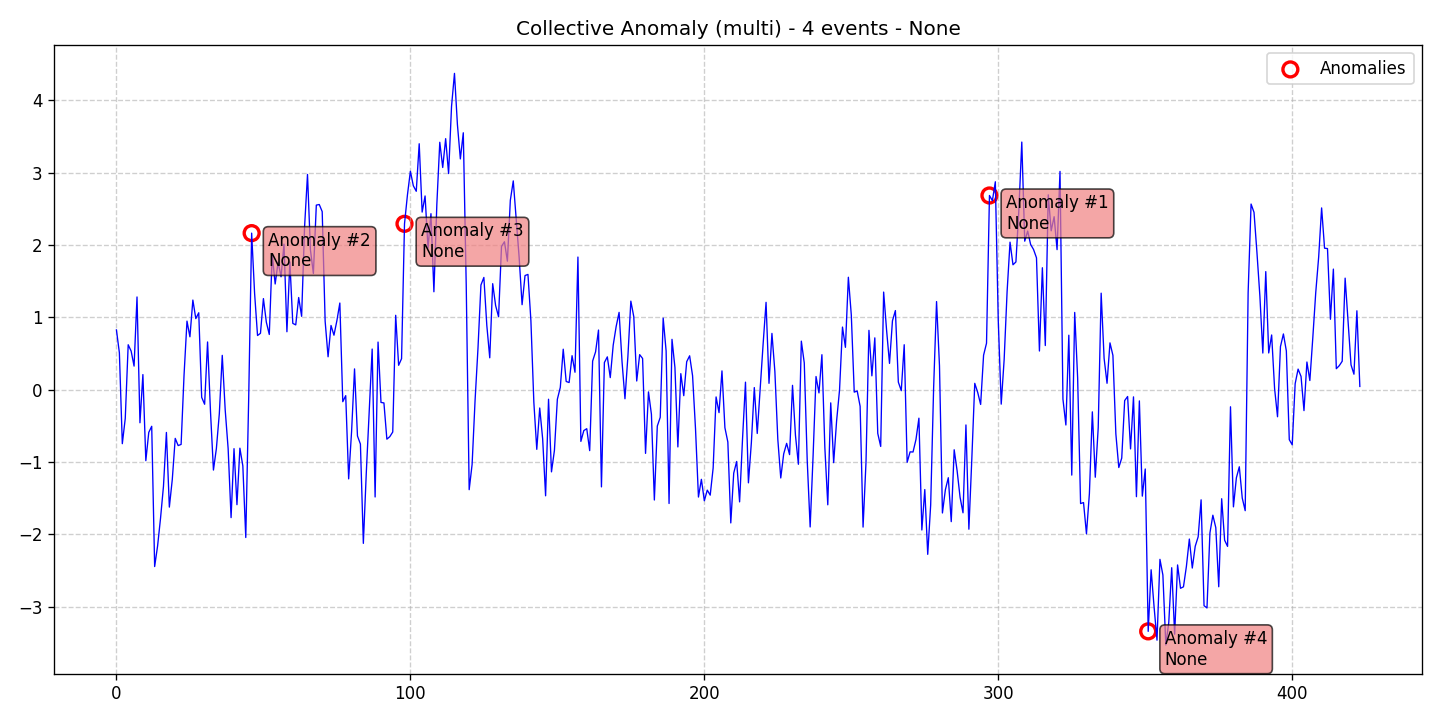 Collective Anomaly (multi) - 4 events - None
Anomalies
4
3
2
1
0
−1
−2
−3
Anomaly #2
None
Anomaly #3
None
Anomaly #1
None
Anomaly #4
None
0
100
200
300
400